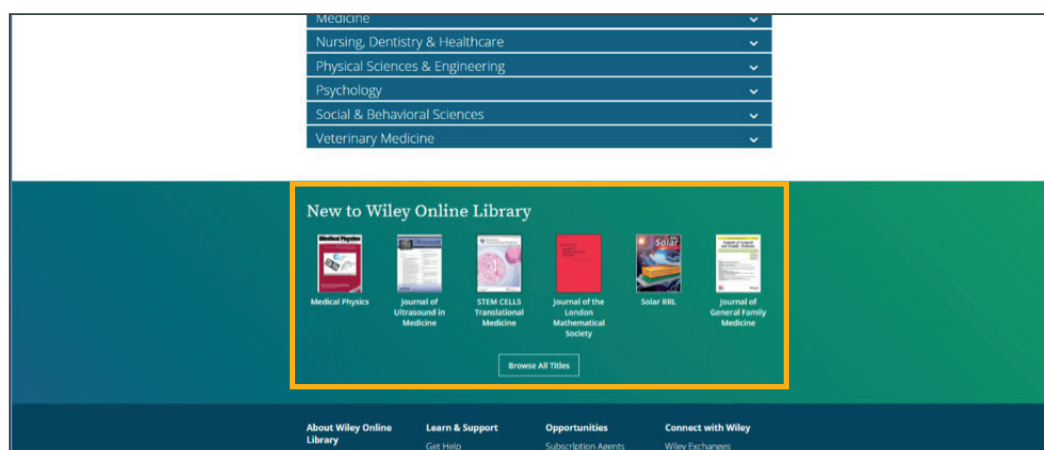 Medicine
Nursing, Dentistry & Healthcare
Physical Sciences & Engineering
Psychology
Social & Behavioral Sciences
Veterinary Medicine
New to Wiley Online Library
Medical Physics
Solar
Medical Physics
Journal of
Ultrasound in
Medicine
STEM CELLS
Translational
Medicine
Journal of the
London
Mathematical
Society
Solar RRL
Journal of
General Family
Medicine
Browse All Titles
About Wiley Online
Library
Learn & Support
Get Help
Opportunities
Subscription Agents
Connect with Wiley
Wiley Exchanges